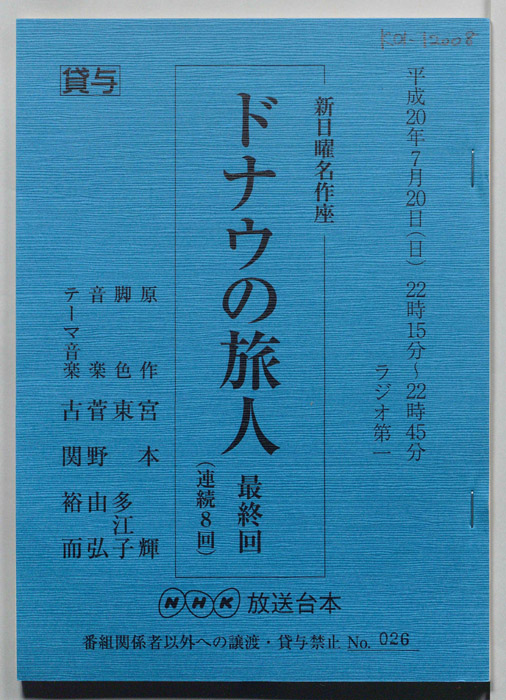 平成20年7月20日(日) 22時15分~22時45分
ラジオ第一
新日曜名作座
ドナウの旅人 最終回
(連続8回)
貸与
原作 宮本輝
脚色 東多江子
音楽 菅野由弘
テーマ音楽 古関裕而
NHK 放送台本
番組関係者以外への譲渡・貸与禁止 No. 026